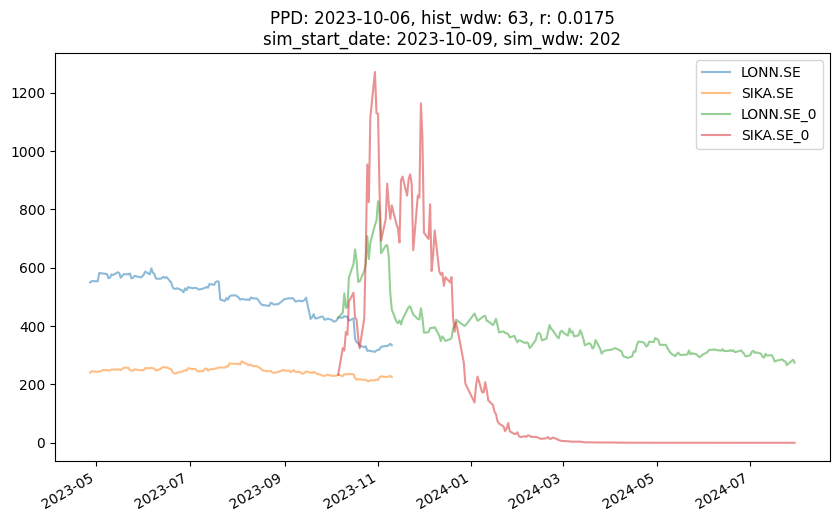 PPD: 2023-10-06, hist_wdw: 63, r: 0.0175
sim_start_date: 2023-10-09, sim_wdw: 202
LONN.SE
SIKA.SE
LONN.SE_0
SIKA.SE_0
1200
1000
800
600
400
200
0
2023-05
2023-07
2023-09
2023-11
2024-01
2024-03
2024-05
2024-07